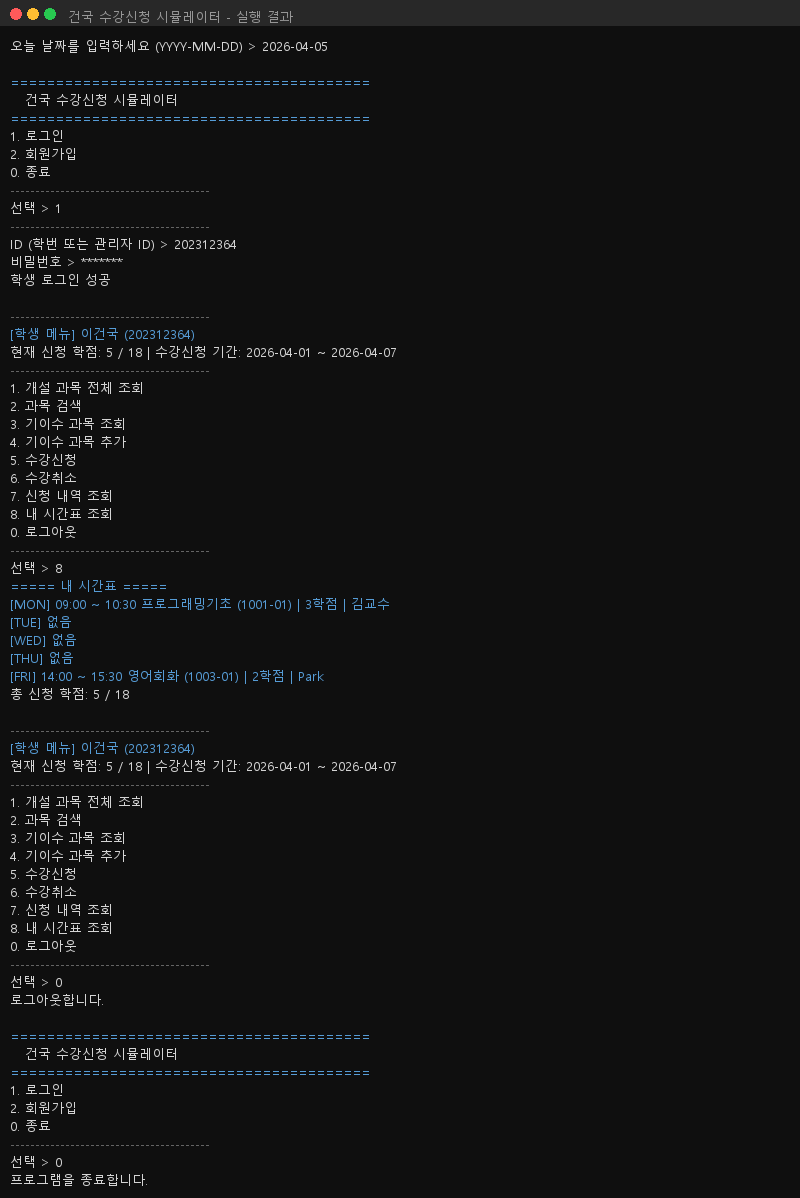 건국 수강신청 시뮬레이터 - 실행 결과
오늘 날짜를 입력하세요 (YYYY-MM-DD) > 2026-04-05
========================================
건국 수강신청 시뮬레이터
========================================
1. 로그인
2. 회원가입
0. 종료
----------------------------------------
선택 > 1
----------------------------------------
ID (학번 또는 관리자 ID) > 202312364
비밀번호 > *******
학생 로그인 성공
----------------------------------------
[학생 메뉴] 이건국 (202312364)
현재 신청 학점: 5 / 18 | 수강신청 기간: 2026-04-01 ~ 2026-04-07
----------------------------------------
1. 개설 과목 전체 조회
2. 과목 검색
3. 기이수 과목 조회
4. 기이수 과목 추가
5. 수강신청
6. 수강취소
7. 신청 내역 조회
8. 내 시간표 조회
0. 로그아웃
----------------------------------------
선택 > 8
===== 내 시간표 =====
[MON] 09:00 ~ 10:30 프로그래밍기초 (1001-01) | 3학점 | 김교수
[TUE] 없음
[WED] 없음
[THU] 없음
[FRI] 14:00 ~ 15:30 영어회화 (1003-01) | 2학점 | Park
총 신청 학점: 5 / 18
----------------------------------------
[학생 메뉴] 이건국 (202312364)
현재 신청 학점: 5 / 18 | 수강신청 기간: 2026-04-01 ~ 2026-04-07
----------------------------------------
1. 개설 과목 전체 조회
2. 과목 검색
3. 기이수 과목 조회
4. 기이수 과목 추가
5. 수강신청
6. 수강취소
7. 신청 내역 조회
8. 내 시간표 조회
0. 로그아웃
----------------------------------------
선택 > 0
로그아웃합니다.
========================================
건국 수강신청 시뮬레이터
========================================
1. 로그인
2. 회원가입
0. 종료
----------------------------------------
선택 > 0
프로그램을 종료합니다.